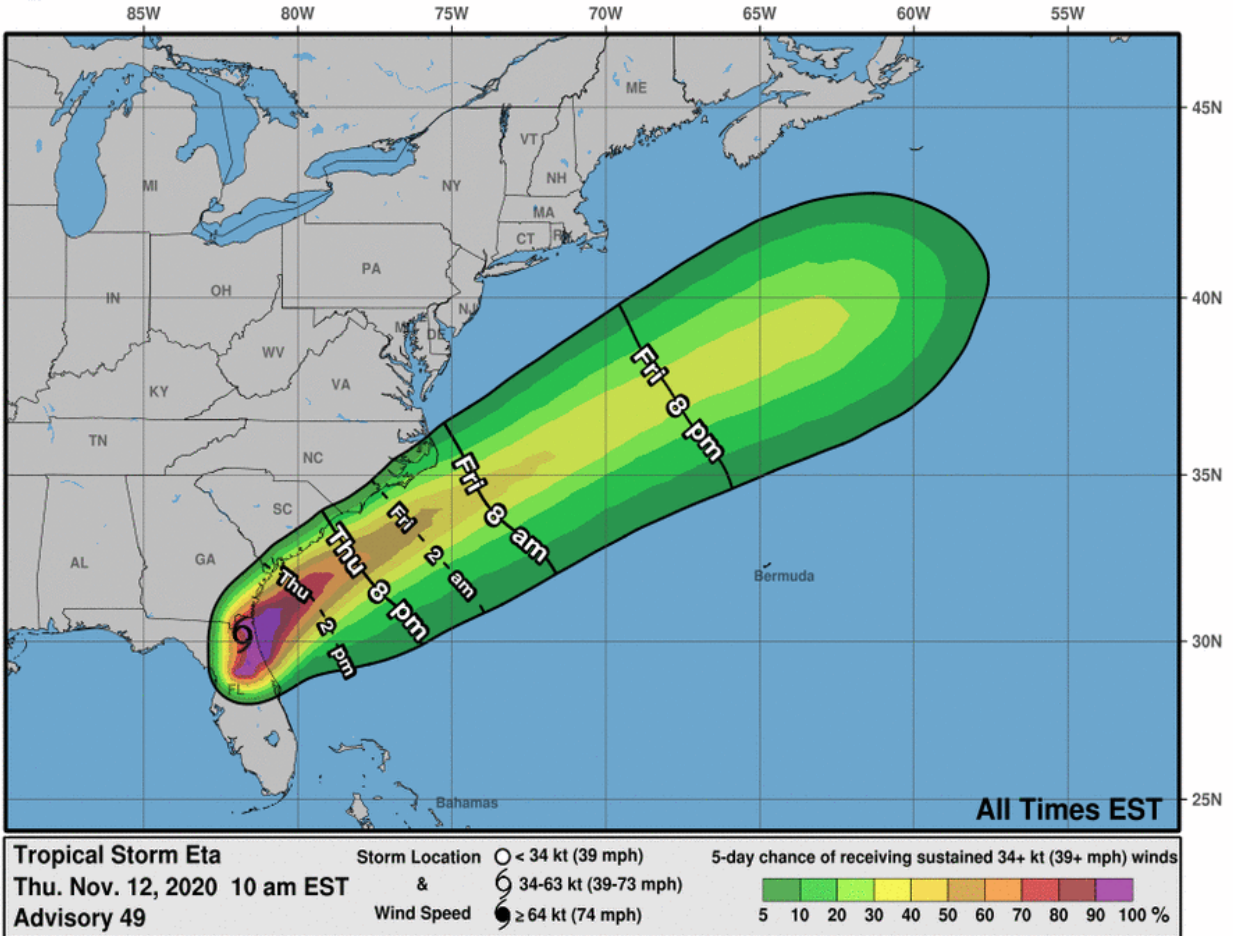 85W 80W 75W 70W 65W 60W 55W
ME
45N
VT
MI NY NH
MA
CT
PA
IN OH
40N
NJ
DE
WV
KY VA
TN NC
35N
SC
AL GA
Bermuda
30N
FL
Fri 8 pm
Fri 8 am
Fri 2 am
Thu 8 pm
Thu 2 pm
Bahamas
25N
All Times EST
Tropical Storm Eta
Thu. Nov. 12, 2020 10 am EST
Advisory 49
Storm Location
&
Wind Speed
< 34 kt (39 mph)
34-63 kt (39-73 mph)
≥ 64 kt (74 mph)
5-day chance of receiving sustained 34+ kt (39+ mph) winds
5 10 20 30 40 50 60 70 80 90 100 %